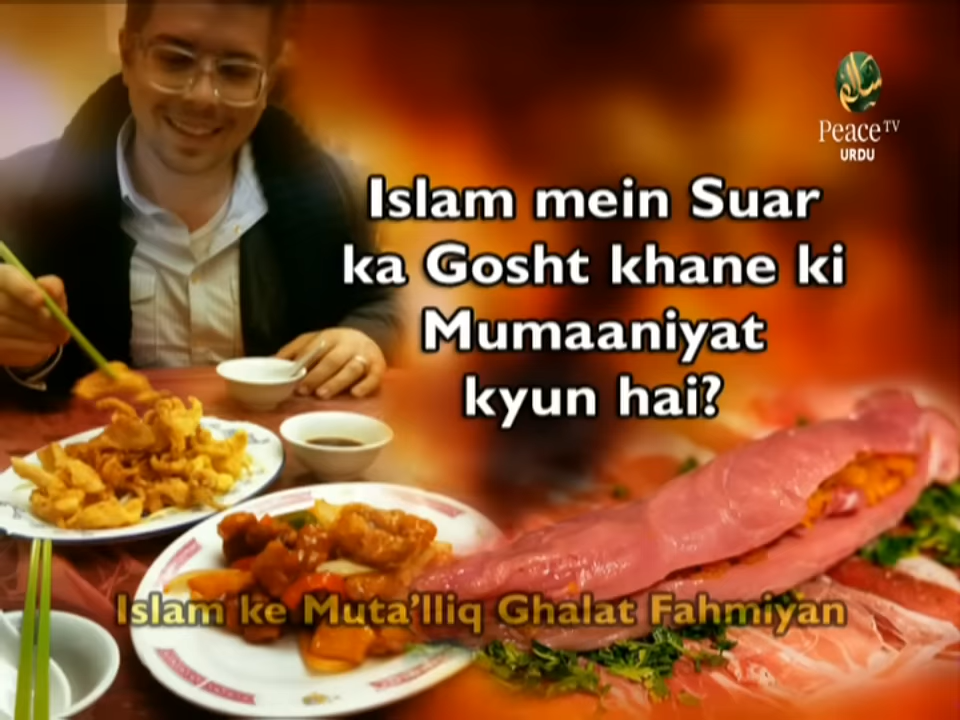 سلام
Peace TV
URDU
Islam mein Suar
ka Gosht khane ki
Mumaaniyat
kyun hai?
Islam ke Muta'lliq Ghalat Fahmiyan